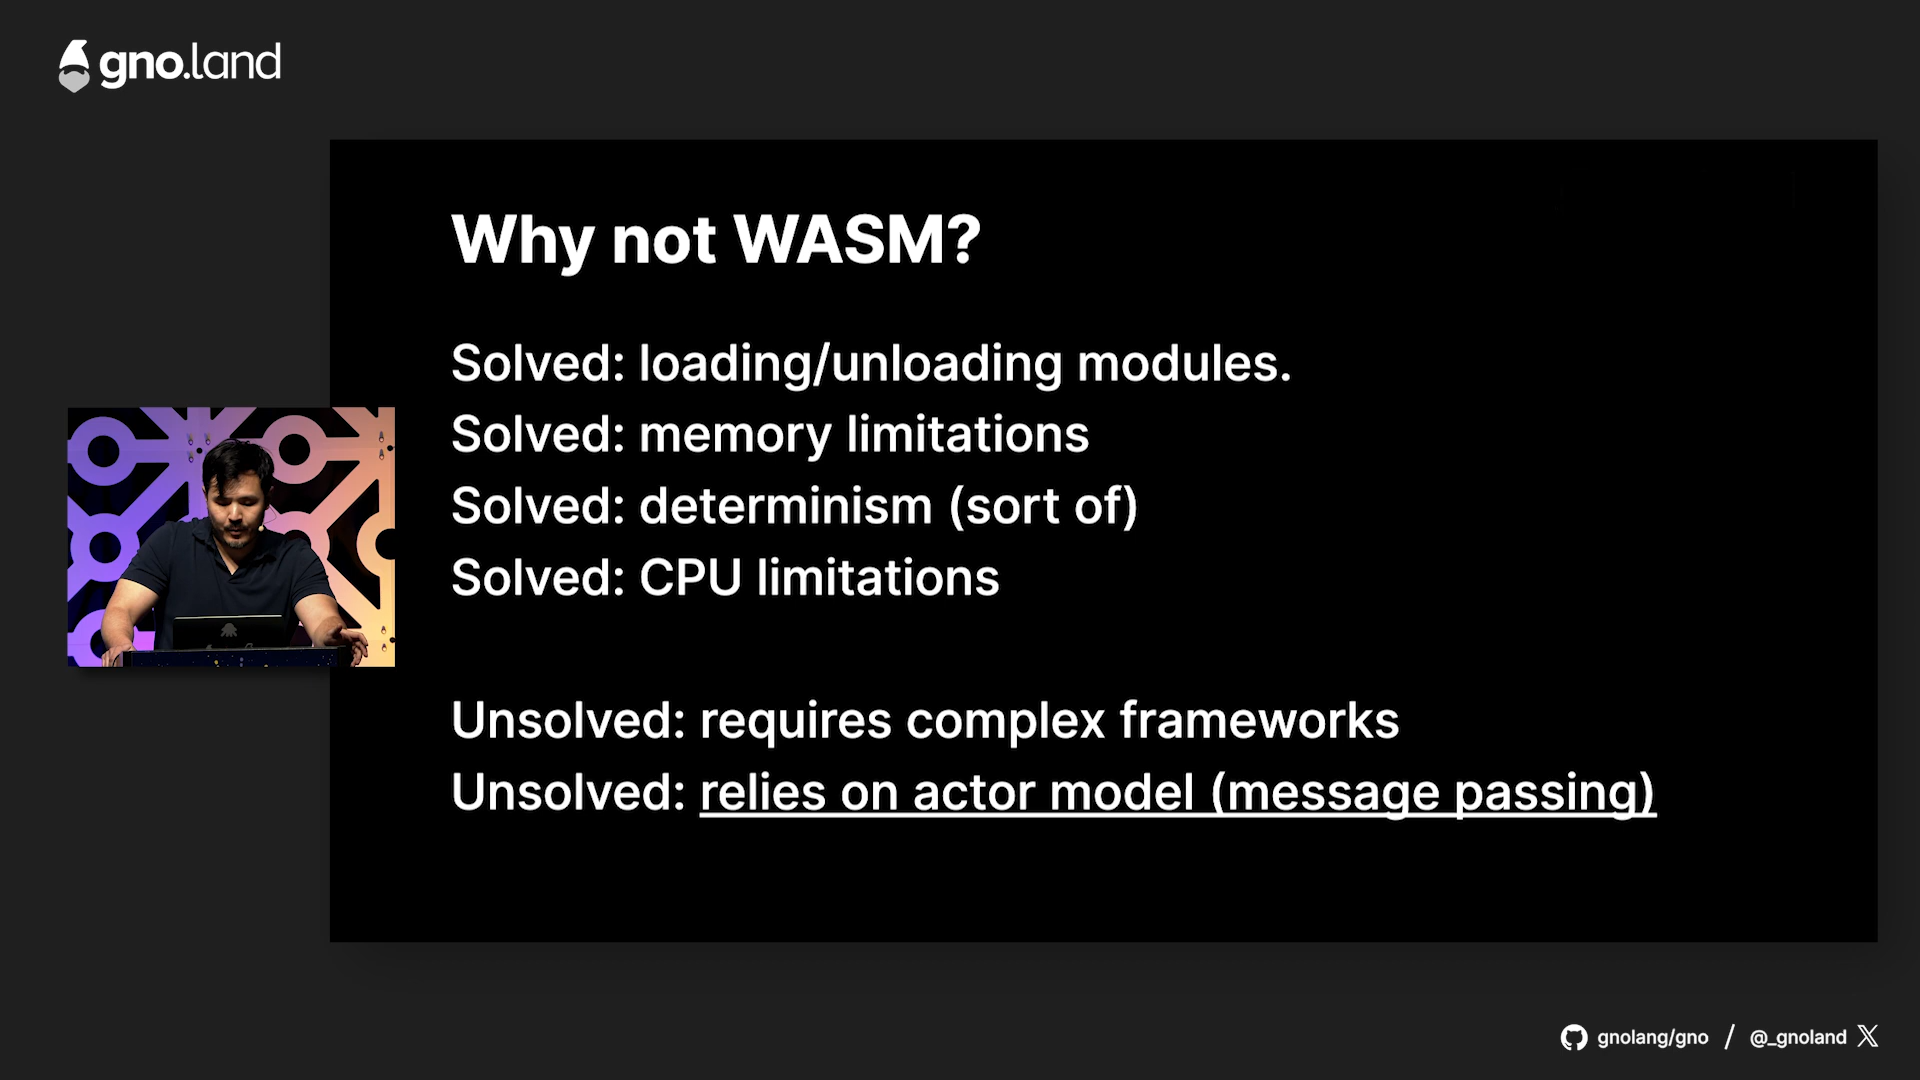 gno.land
Why not WASM?
Solved: loading/unloading modules.
Solved: memory limitations
Solved: determinism (sort of)
Solved: CPU limitations
Unsolved: requires complex frameworks
Unsolved: relies on actor model (message passing)
gnolang/gno / @_gnoland X